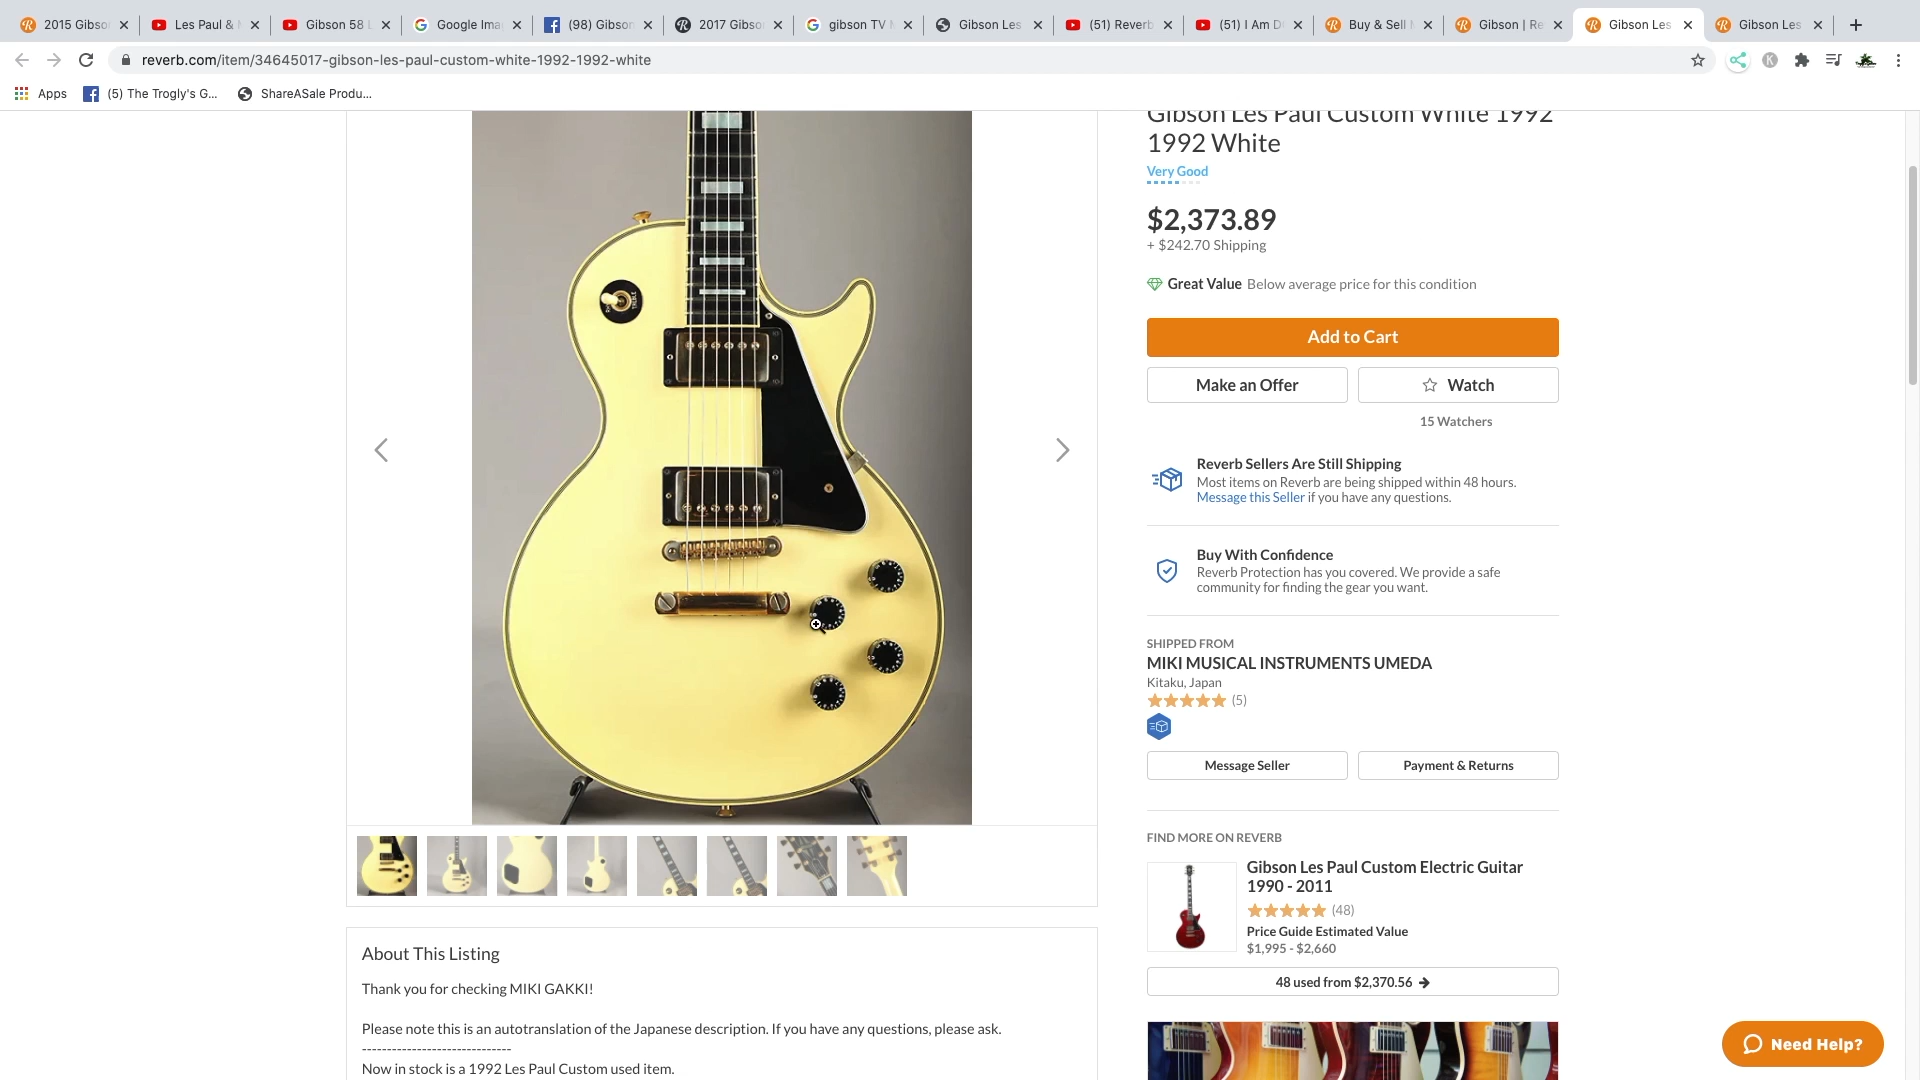 2015 Gibso
Les Paul &
Gibson 58
Google Ima
(98) Gibson
2017 Gibso
gibson TV
Gibson Les
(51) Reverb
(51) I Am D
Buy & Sell
Gibson | Re
Gibson Les
Gibson Les
reverb.com/item/34645017-gibson-les-paul-custom-white-1992-1992-white
Apps
(5) The Trogly's G...
ShareASale Produ...
Gibson Les Paul Custom White 1992
1992 White
Very Good
$2,373.89
+ $242.70 Shipping
Great Value Below average price for this condition
Add to Cart
Make an Offer
Watch
15 Watchers
Reverb Sellers Are Still Shipping
Most items on Reverb are being shipped within 48 hours.
Message this Seller if you have any questions.
Buy With Confidence
Reverb Protection has you covered. We provide a safe
community for finding the gear you want.
SHIPPED FROM
MIKI MUSICAL INSTRUMENTS UMEDA
Kitaku, Japan
(5)
Message Seller
Payment & Returns
FIND MORE ON REVERB
Gibson Les Paul Custom Electric Guitar
1990 - 2011
(48)
Price Guide Estimated Value
$1,995 - $2,660
48 used from $2,370.56
About This Listing
Thank you for checking MIKI GAKKI!
Please note this is an autotranslation of the Japanese description. If you have any questions, please ask.
------------------------------
Now in stock is a 1992 Les Paul Custom used item.
Need Help?